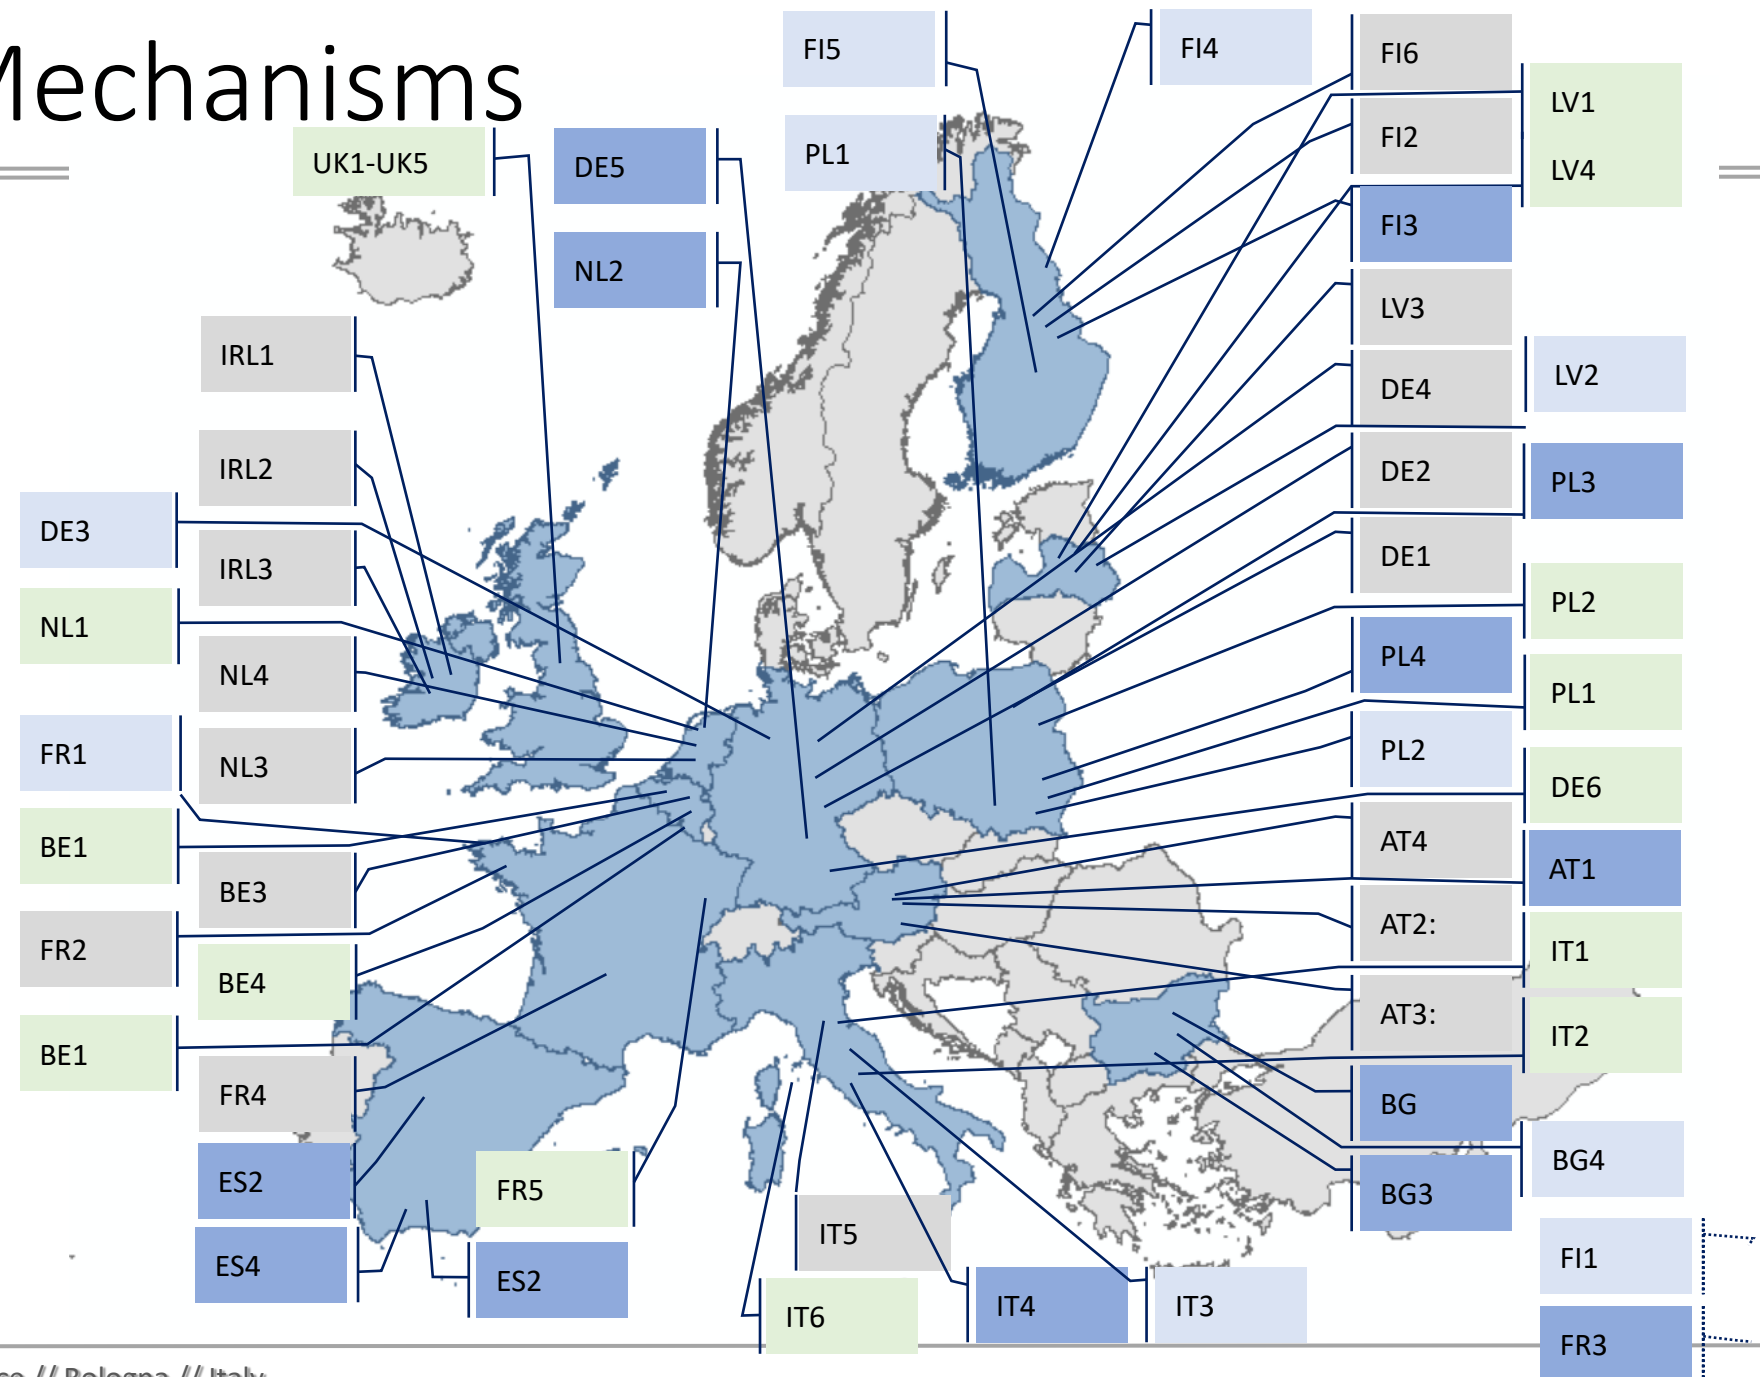 Mechanisms
FI5
FI4
FI6
LV1
LV4
UK1-UK5
DE5
PL1
FI2
NL2
FI3
IRL1
LV3
LV2
DE4
IRL2
DE2
PL3
DE3
IRL3
DE1
NL1
PL2
NL4
PL4
PL1
FR1
NL3
PL2
DE6
BE1
BE3
AT4
AT1
FR2
BE4
AT2:
IT1
BE1
AT3:
IT2
FR4
BG
ES2
FR5
BG4
BG3
IT5
ES4
ES2
FI1
IT6
IT4
IT3
FR3
// Bologna // Italy